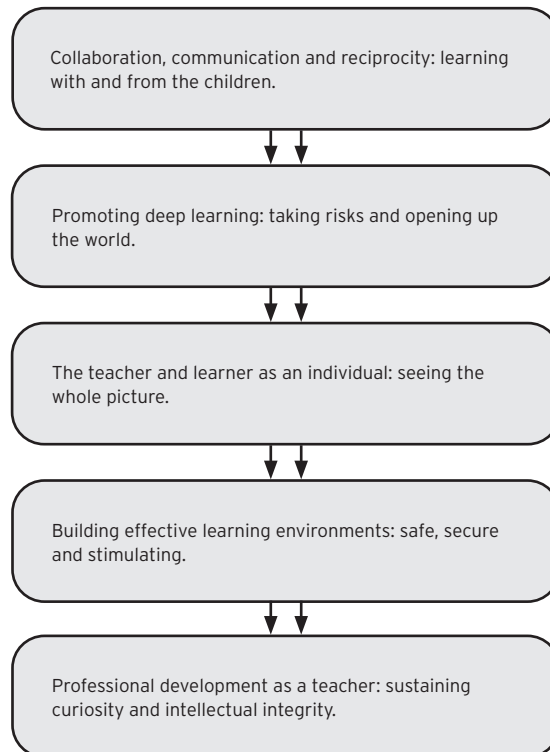 Collaboration, communication and reciprocity: learning
with and from the children.
Promoting deep learning: taking risks and opening up
the world.
The teacher and learner as an individual: seeing the
whole picture.
Building effective learning environments: safe, secure
and stimulating.
Professional development as a teacher: sustaining
curiosity and intellectual integrity.